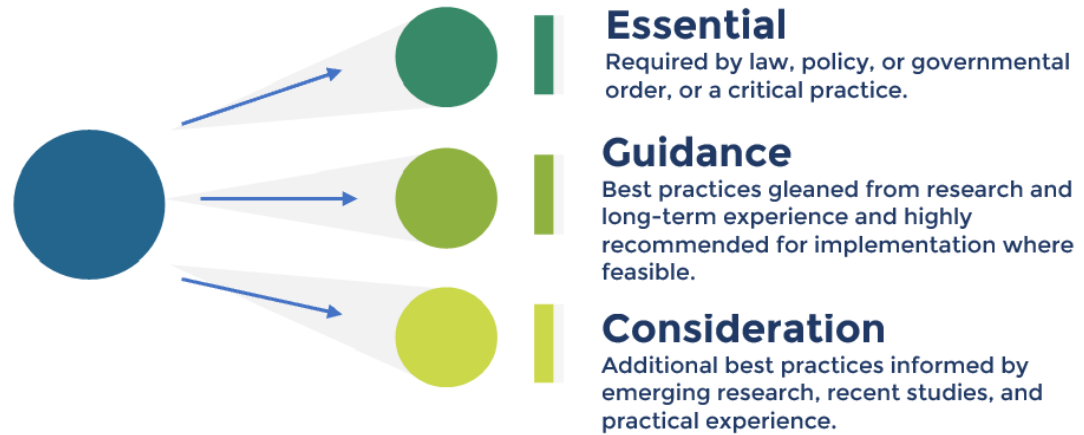 Essential
Required by law, policy, or governmental
order, or a critical practice.
Guidance
Best practices gleaned from research and
long-term experience and highly
recommended for implementation where
feasible.
Consideration
Additional best practices informed by
emerging research, recent studies, and
practical experience.